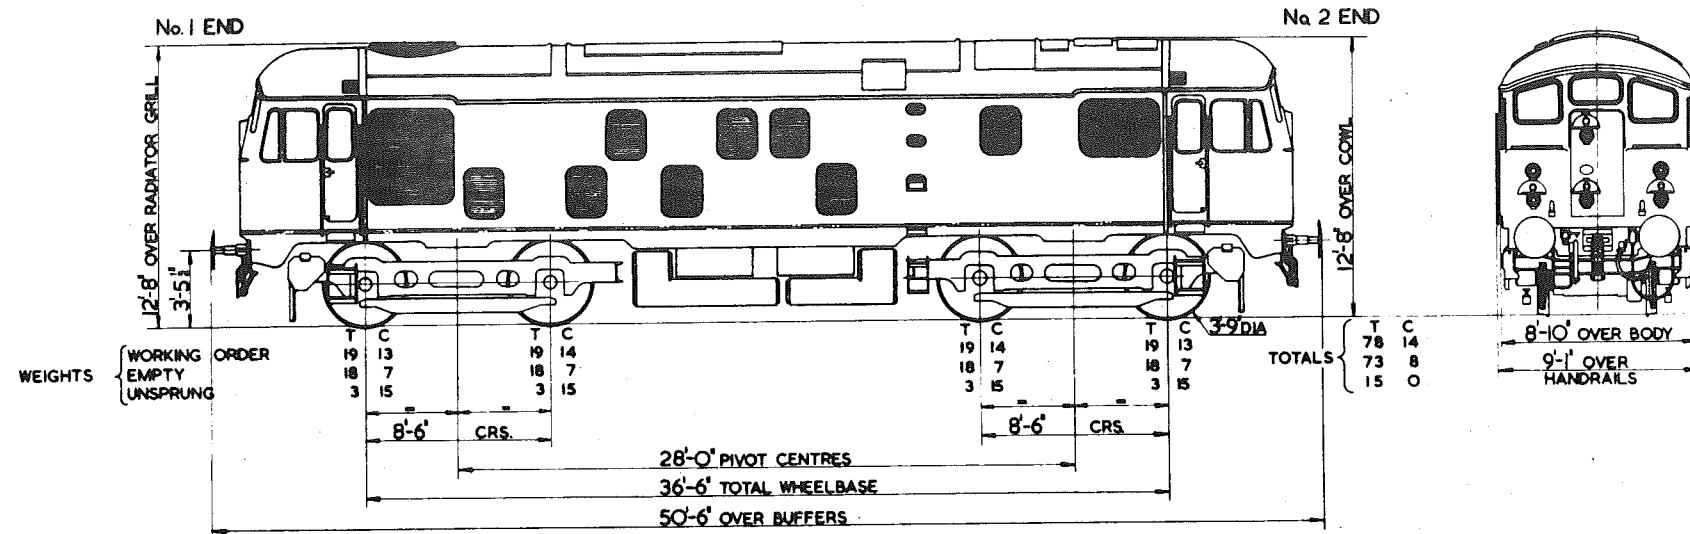 No. 1 END
No. 2 END
12'-8" OVER RADIATOR GRILL
3'-5½"
12'-8" OVER COWL
3'-9" DIA
T C T C T C T C
WEIGHTS
WORKING ORDER 19 13 19 14 19 14 19 13
EMPTY 18 7 18 7 18 7 18 7
UNSPRUNG 3 15 3 15 3 15 3 15
TOTALS
T C
78 14
73 8
15 0
8'-10" OVER BODY
9'-1" OVER
HANDRAILS
8'-6" CRS.
8'-6" CRS.
28'-0" PIVOT CENTRES
36'-6" TOTAL WHEELBASE
50'-6" OVER BUFFERS